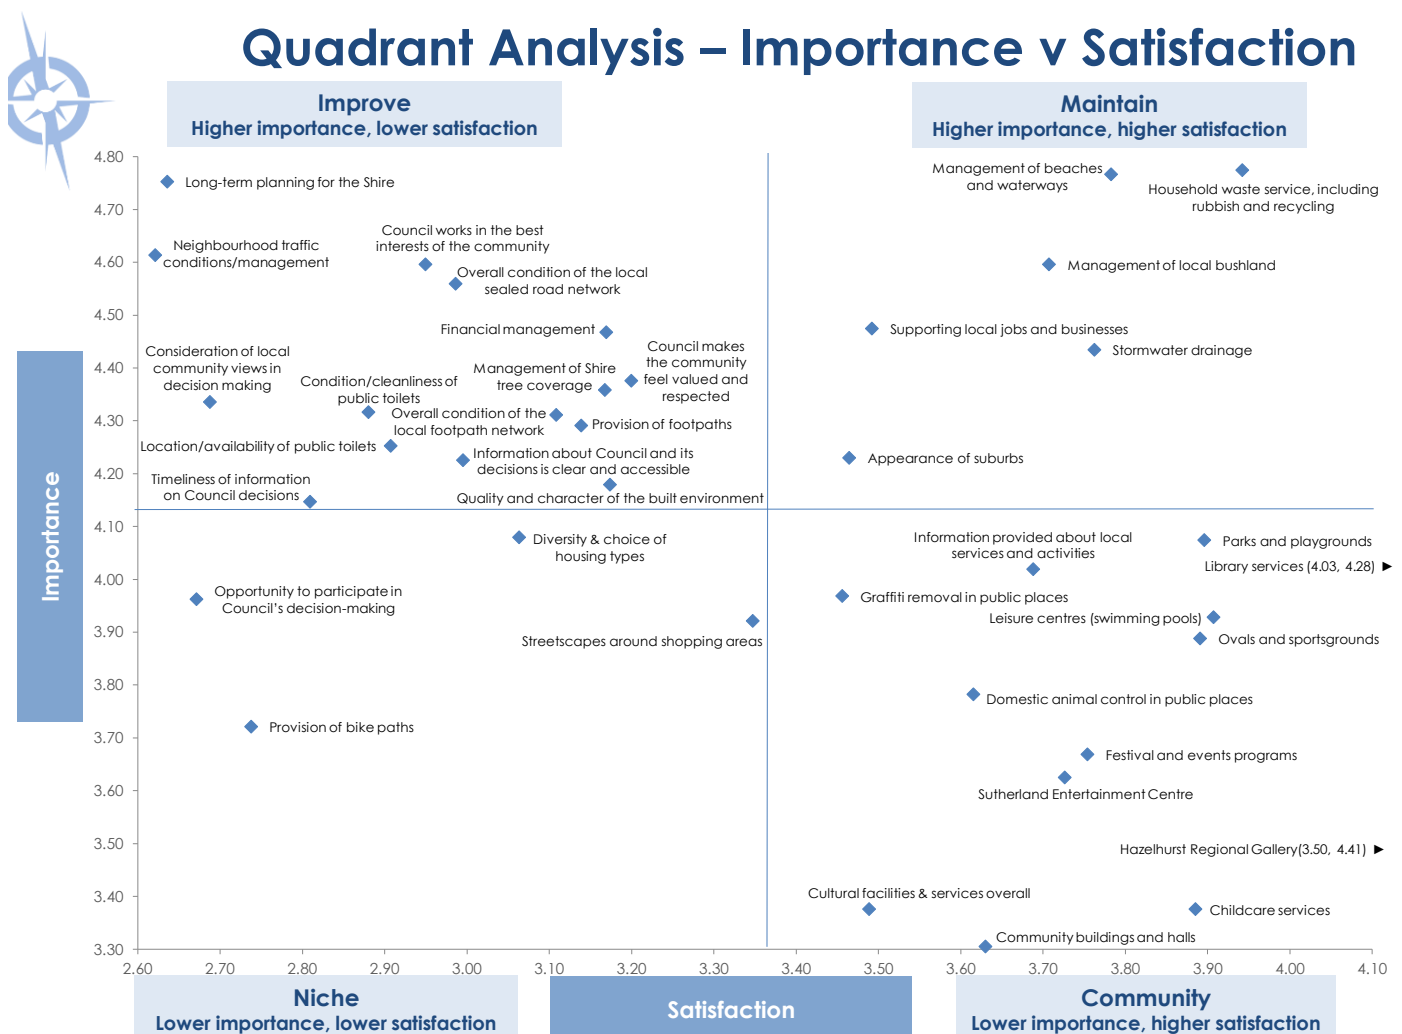 Quadrant Analysis – Importance v Satisfaction
Improve
Higher importance, lower satisfaction
Maintain
Higher importance, higher satisfaction
4.80
4.70
4.60
4.50
4.40
4.30
4.20
4.10
4.00
3.90
3.80
3.70
3.60
3.50
3.40
3.30
Importance
Long-term planning for the Shire
Neighbourhood traffic
conditions/management
Council works in the best
interests of the community
Overall condition of the local
sealed road network
Financial management
Consideration of local
community views in
decision making
Condition/cleanliness of
public toilets
Management of Shire
tree coverage
Council makes
the community
feel valued and
respected
Overall condition of the
local footpath network
Provision of footpaths
Location/availability of public toilets
Information about Council and its
decisions is clear and accessible
Timeliness of information
on Council decisions
Quality and character of the built environment
Management of beaches
and waterways
Household waste service, including
rubbish and recycling
Management of local bushland
Supporting local jobs and businesses
Stormwater drainage
Appearance of suburbs
Diversity & choice of
housing types
Opportunity to participate in
Council's decision-making
Streetscapes around shopping areas
Provision of bike paths
Information provided about local
services and activities
Parks and playgrounds
Library services (4.03, 4.28) ►
Graffiti removal in public places
Leisure centres (swimming pools)
Ovals and sportsgrounds
Domestic animal control in public places
Festival and events programs
Sutherland Entertainment Centre
Hazelhurst Regional Gallery(3.50, 4.41) ►
Cultural facilities & services overall
Childcare services
Community buildings and halls
2.60 2.70 2.80 2.90 3.00 3.10 3.20 3.30 3.40 3.50 3.60 3.70 3.80 3.90 4.00 4.10
Niche
Lower importance, lower satisfaction
Satisfaction
Community
Lower importance, higher satisfaction